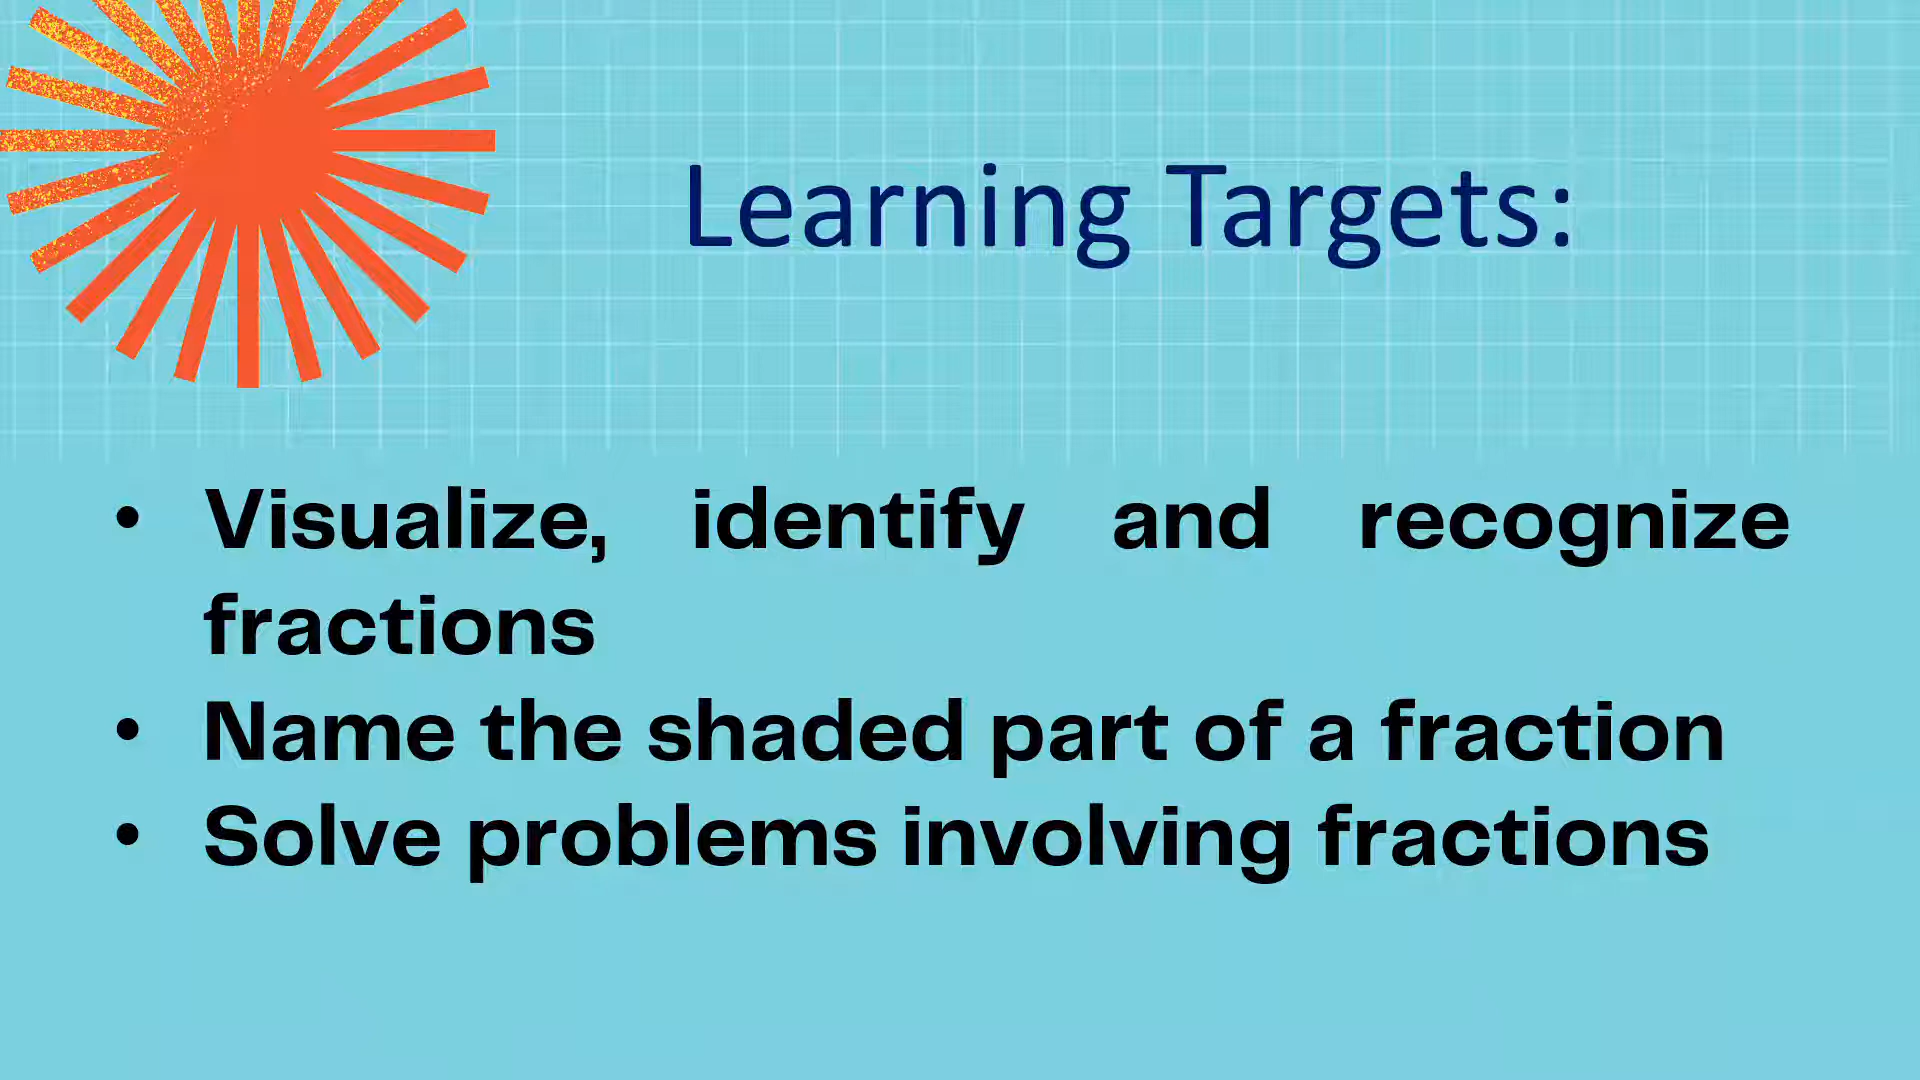 Learning Targets:
• Visualize, identify and recognize
fractions
• Name the shaded part of a fraction
• Solve problems involving fractions